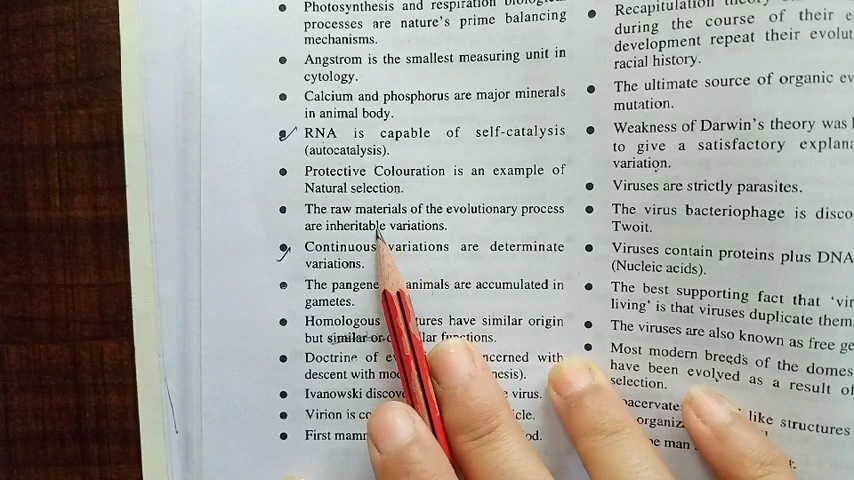 Photosynthesis and respiration biological
processes are nature's prime balancing
mechanisms.
Angstrom is the smallest measuring unit in
cytology.
Calcium and phosphorus are major minerals
in animal body.
RNA is capable of self-catalysis
(autocatalysis).
Protective Colouration is an example of
Natural selection.
The raw materials of the evolutionary process
are inheritable variations.
Continuous variations are determinate
variations.
The pangene animals are accumulated in
gametes.
Homologous tures have similar origin
but similar or lar functions.
Doctrine of ev ncerned with
descent with mod nesis).
Ivanowski discove virus.
Virion is co icle.
First mam od.
Recapitulation theory
during the course of their e
development repeat their evolut
racial history.
The ultimate source of organic ev
mutation.
Weakness of Darwin's theory was
to give a satisfactory explana
variation.
Viruses are strictly parasites.
The virus bacteriophage is disco
Twoit.
Viruses contain proteins plus DNA
(Nucleic acids).
The best supporting fact that 'vir
living' is that viruses duplicate them
The viruses are also known as free ge
Most modern breeds of the domes
have been evolved as a result of
selection.
oacervate like structures
organiz
man